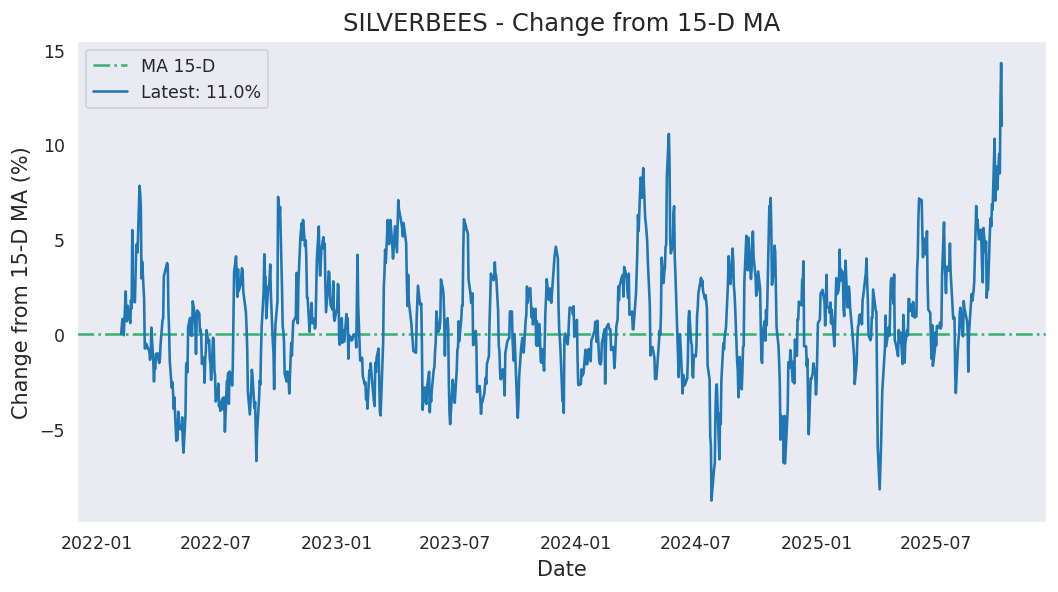 SILVERBEES - Change from 15-D MA
MA 15-D
Latest: 11.0%
Change from 15-D MA (%)
15
10
5
0
−5
2022-01
2022-07
2023-01
2023-07
2024-01
2024-07
2025-01
2025-07
Date